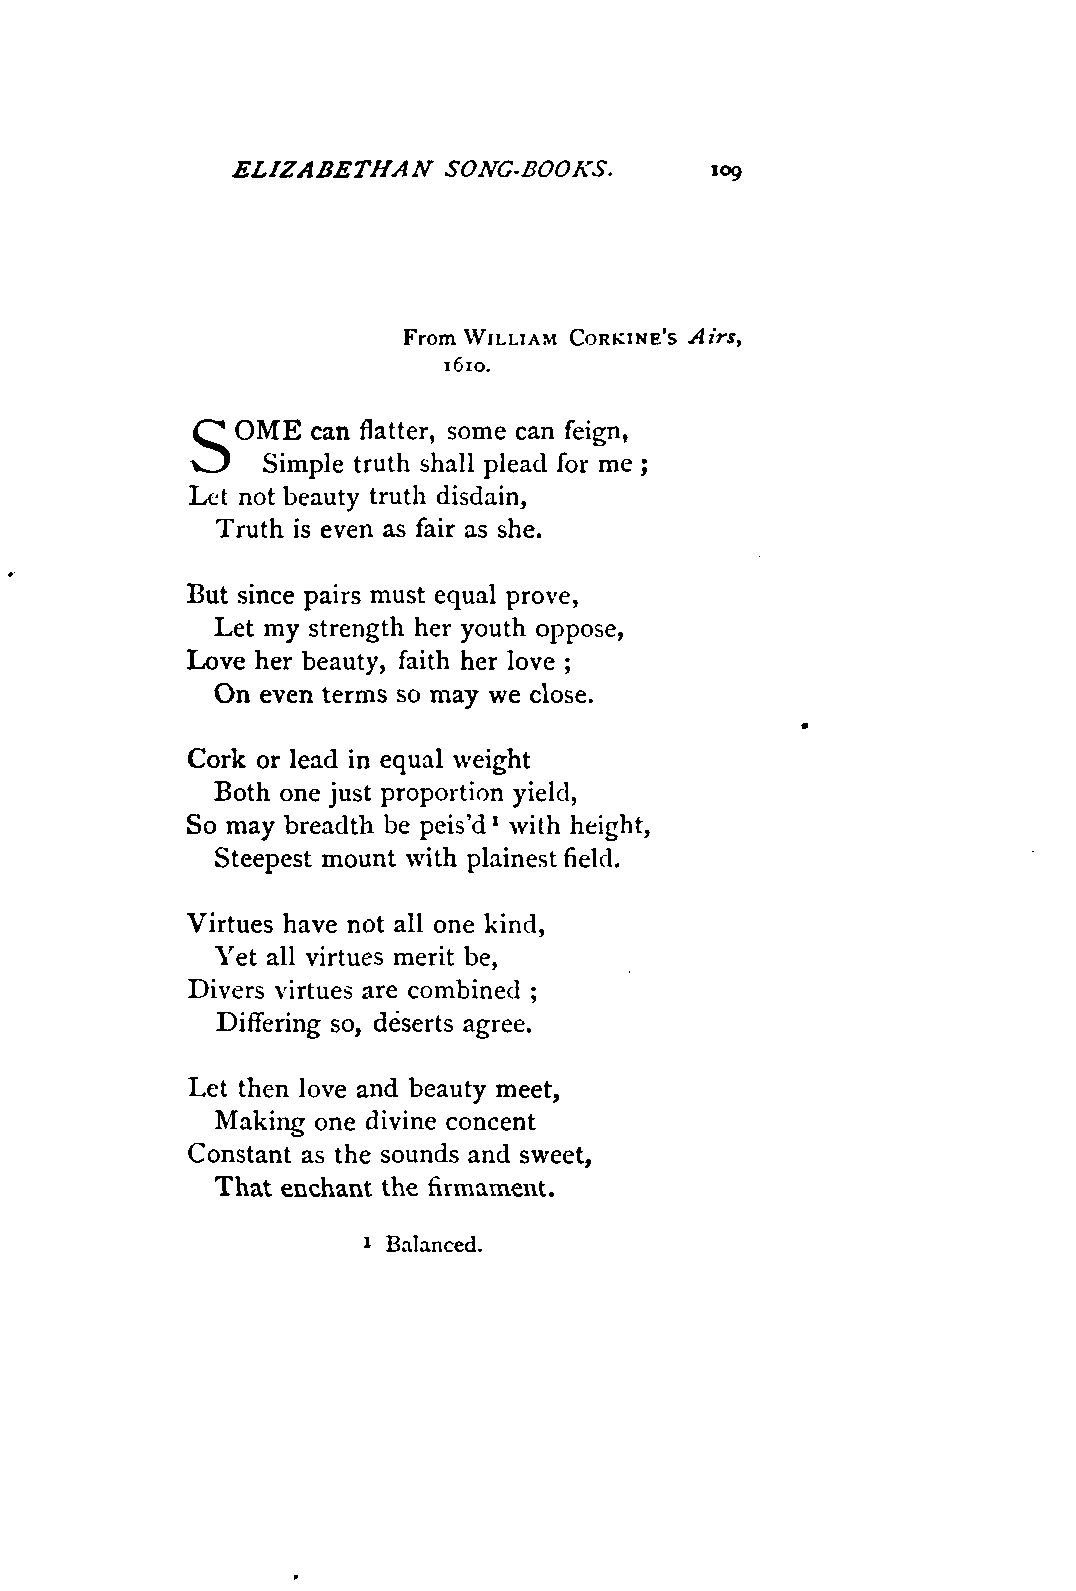 ELIZABETHAN SONG-BOOKS. 109
From WILLIAM CORKINE'S Airs,
1610.
SOME can flatter, some can feign,
Simple truth shall plead for me ;
Let not beauty truth disdain,
Truth is even as fair as she.
But since pairs must equal prove,
Let my strength her youth oppose,
Love her beauty, faith her love ;
On even terms so may we close.
Cork or lead in equal weight
Both one just proportion yield,
So may breadth be peis'd¹ with height,
Steepest mount with plainest field.
Virtues have not all one kind,
Yet all virtues merit be,
Divers virtues are combined ;
Differing so, deserts agree.
Let then love and beauty meet,
Making one divine concent
Constant as the sounds and sweet,
That enchant the firmament.
¹ Balanced.